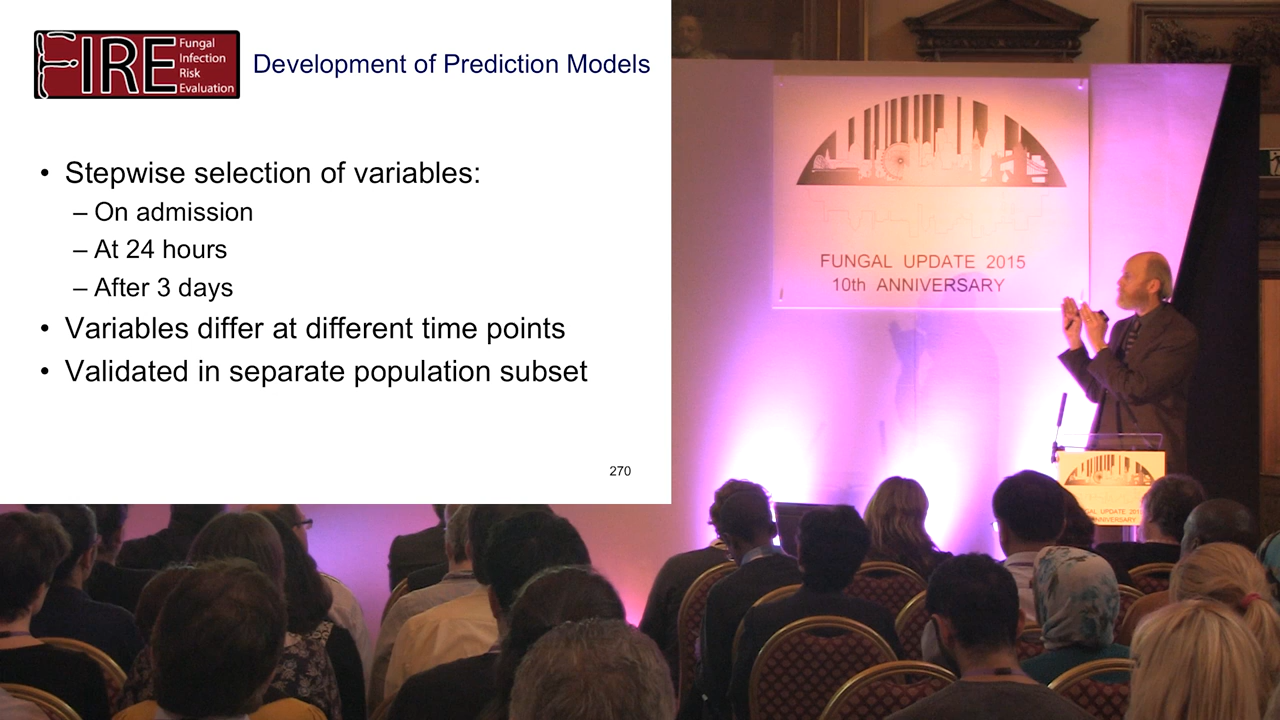 FIRE
Fungal
Infection
Risk
Evaluation
Development of Prediction Models
• Stepwise selection of variables:
– On admission
– At 24 hours
– After 3 days
• Variables differ at different time points
• Validated in separate population subset
270
FUNGAL UPDATE 2015
10th ANNIVERSARY
UPDATE
ANNIVERSARY